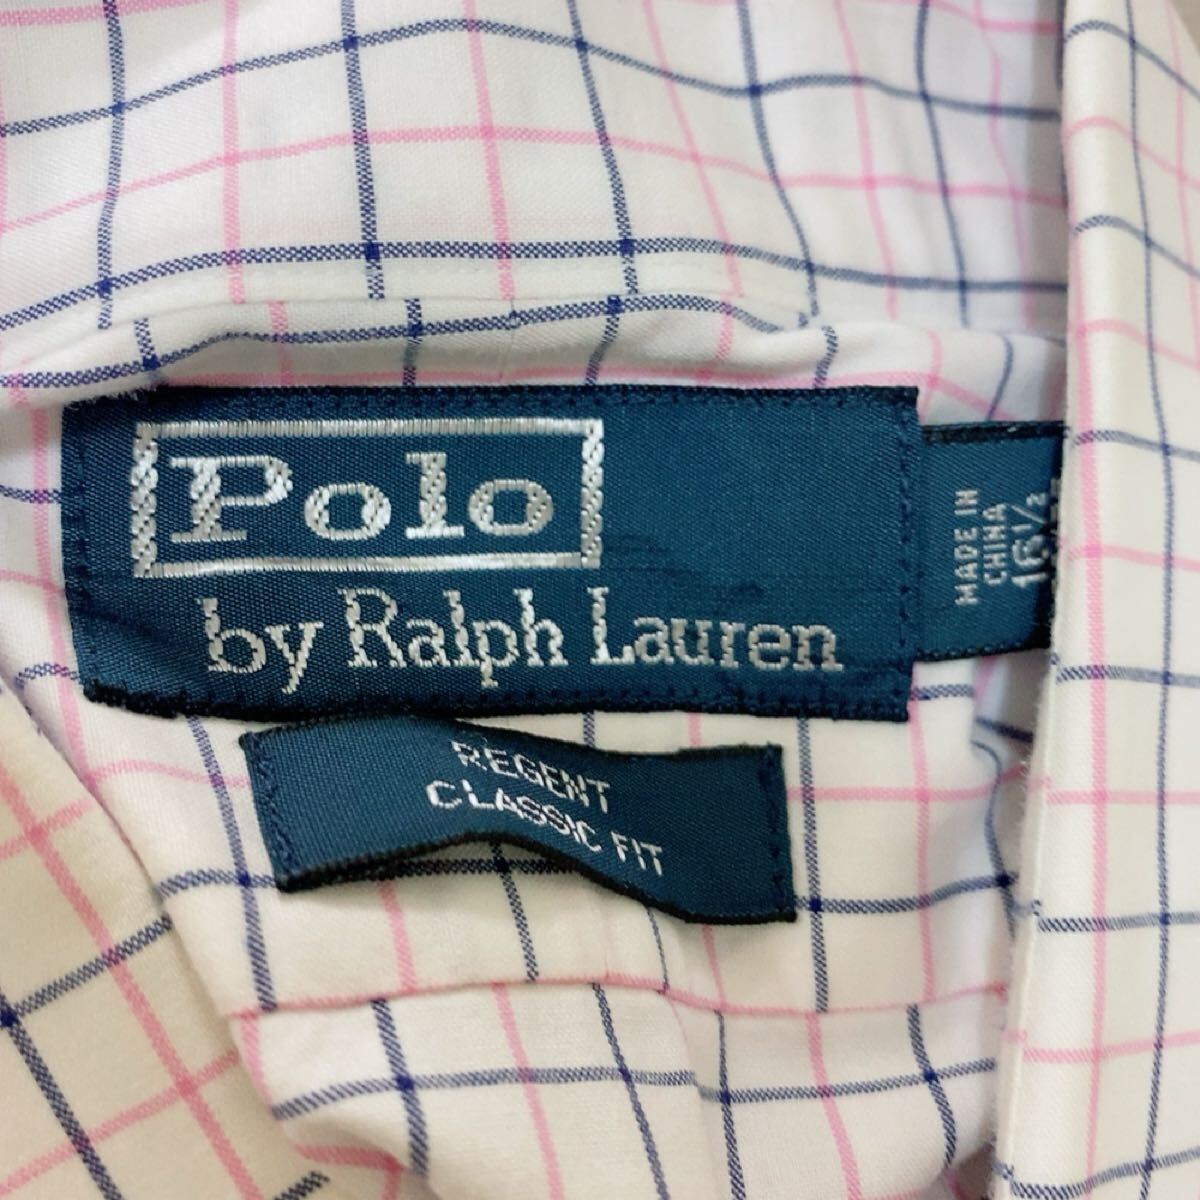 Polo
by Ralph Lauren
MADE IN
CHINA
16½
REGENT
CLASSIC FIT